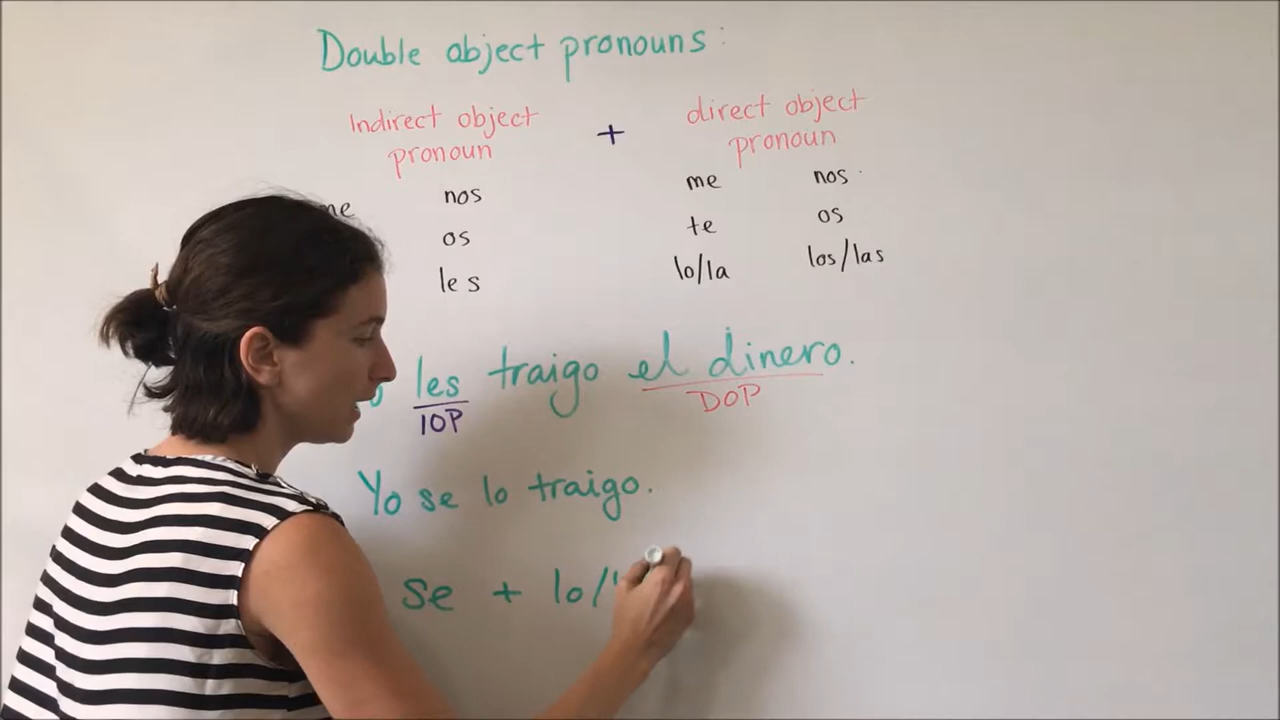 Double object pronouns:
Indirect object + direct object
pronoun pronoun
nos me nos
os te os
les lo/la los/las
les traigo el dinero.
IOP DOP
Yo se lo traigo.
se + lo/